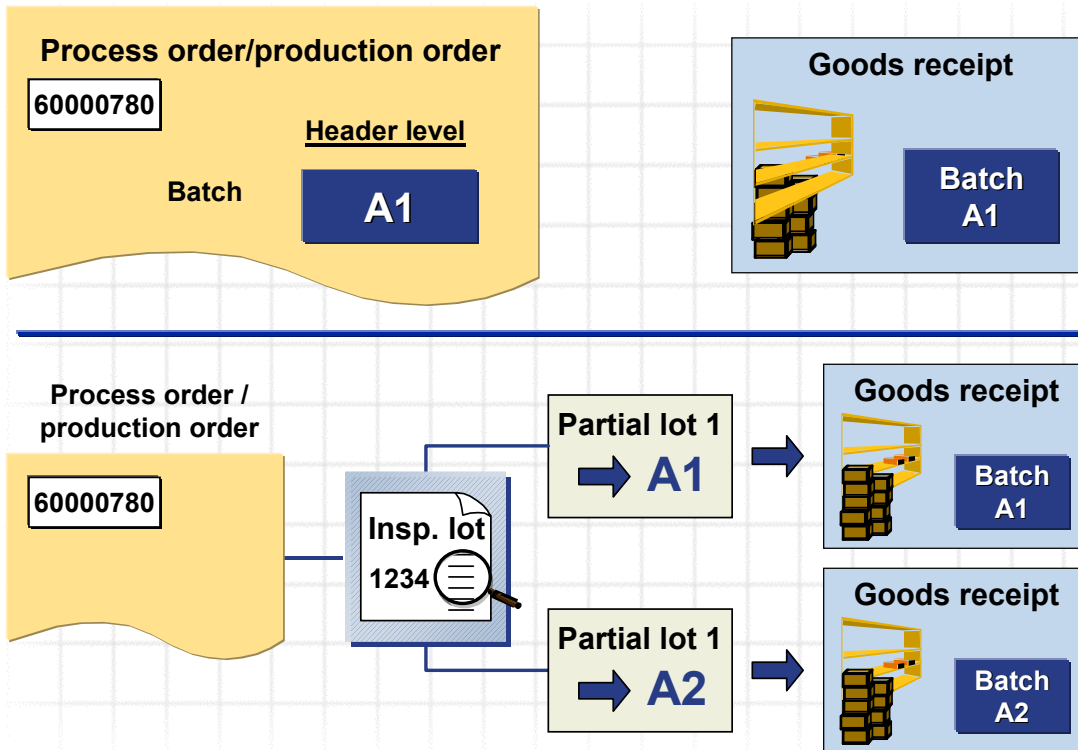 Process order/production order
60000780
Header level
Batch
A1
Goods receipt
Batch
A1
Process order /
production order
60000780
Insp. lot
1234
Partial lot 1
A1
Goods receipt
Batch
A1
Partial lot 1
A2
Goods receipt
Batch
A2